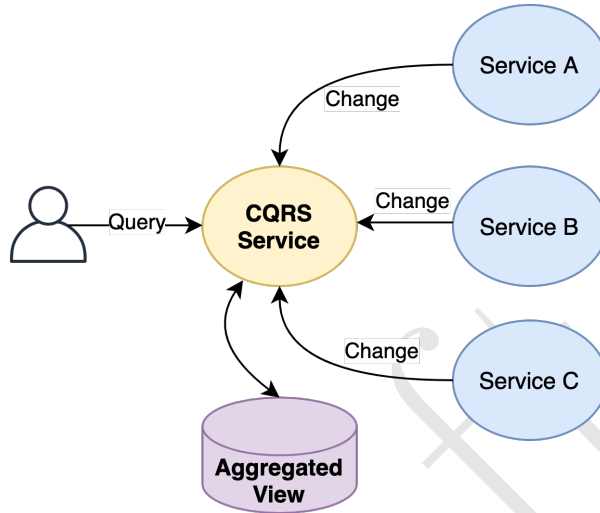 Service A
Change
Change
Query
CQRS
Service
Service B
Change
Service C
Aggregated
View